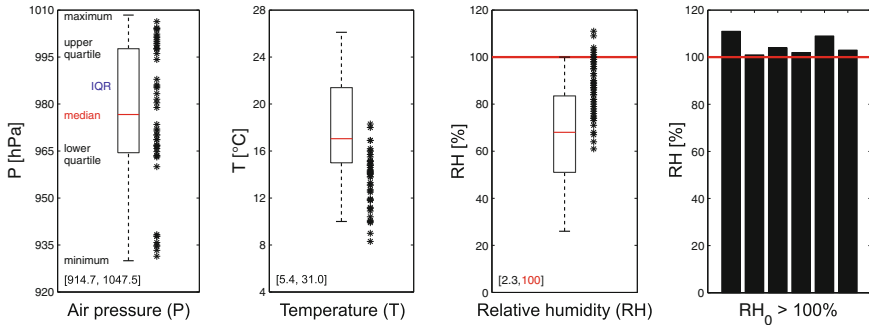 P [hPa]
1010
995
980
965
950
935
920
maximum
upper
quartile
IQR
median
lower
quartile
minimum
[914.7, 1047.5]
Air pressure (P)
T [°C]
28
24
20
16
12
8
4
[5.4, 31.0]
Temperature (T)
RH [%]
120
100
80
60
40
20
0
[2.3,100]
Relative humidity (RH)
RH [%]
120
100
80
60
40
20
0
RH0 > 100%